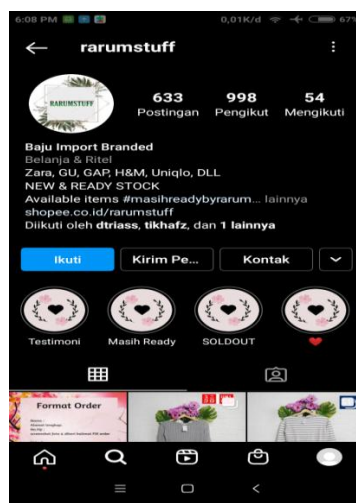 6:08 PM
0,01K/d
67%
rarumstuff
RARUMSTUFF
633
998
54
Postingan
Pengikut
Mengikuti
Baju Import Branded
Belanja & Ritel
Zara, GU, GAP, H&M, Uniqlo, DLL
NEW & READY STOCK
Available items #masihreadybyrarum... lainnya
shopee.co.id/rarumstuff
Diikuti oleh dtriass, tikhafz, dan 1 lainnya
Ikuti
Kirim Pe...
Kontak
Testimoni
Masih Ready
SOLDOUT
Format Order